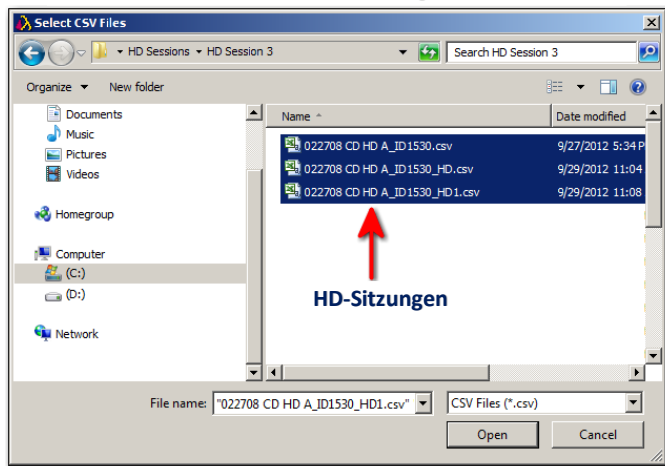 Select CSV Files
HD Sessions HD Session 3
Search HD Session 3
Organize New folder
Documents
Music
Pictures
Videos
Homegroup
Computer
(C:)
(D:)
Network
Name Date modified
022708 CD HD A_ID1530.csv 9/27/2012 5:34 P
022708 CD HD A_ID1530_HD.csv 9/29/2012 11:04
022708 CD HD A_ID1530_HD1.csv 9/29/2012 11:08
HD-Sitzungen
File name: "022708 CD HD A_ID1530_HD1.csv" CSV Files (*.csv)
Open Cancel